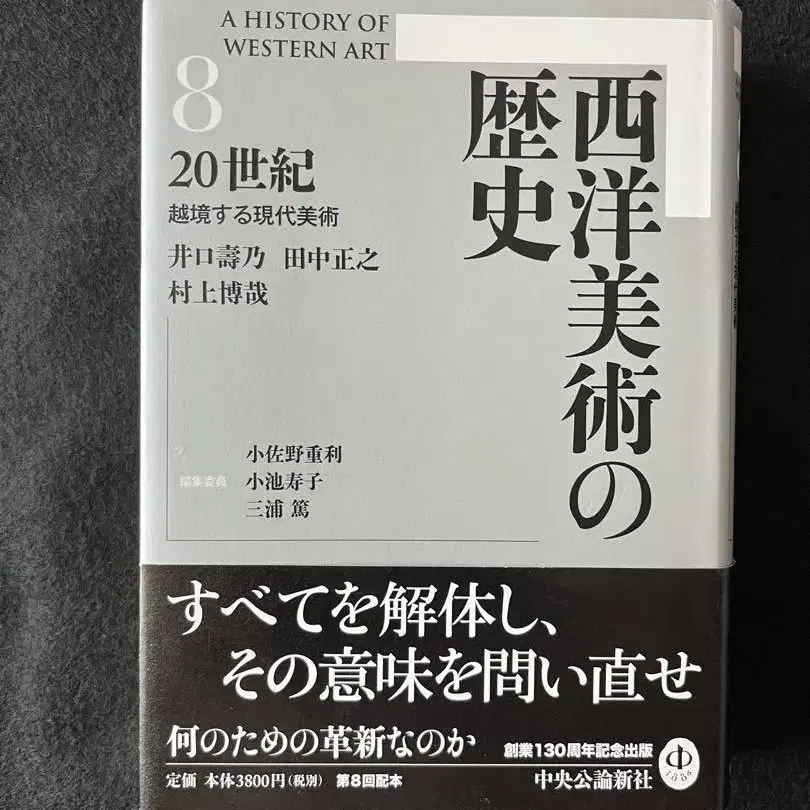 A HISTORY OF
WESTERN ART
西洋美術の
歴史
8
20世紀
越境する現代美術
井口壽乃 田中正之
村上博哉
編集委員
小佐野重利
小池寿子
三浦 篤
すべてを解体し、
その意味を問い直せ
何のための革新なのか
創業130周年記念出版
定価 本体3800円(税別) 第8回配本
中央公論新社
中
1886